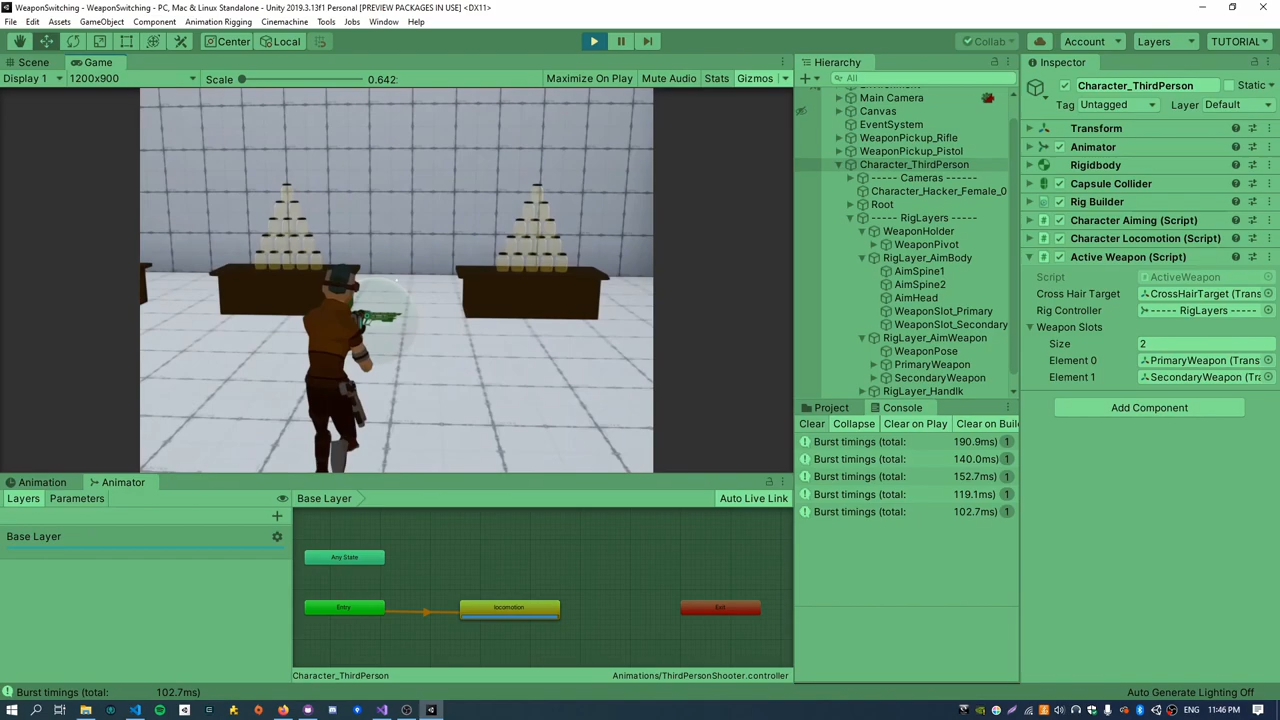 WeaponSwitching - WeaponSwitching - PC, Mac & Linux Standalone - Unity 2019.3.13f1 Personal [PREVIEW PACKAGES IN USE] <DX11>
File Edit Assets GameObject Component Animation Rigging Cinemachine Tools Jobs Window Help
Center Local Collab Account Layers TUTORIAL
Scene Game
Display 1 1200x900 Scale 0.642: Maximize On Play Mute Audio Stats Gizmos
Hierarchy
All
Main Camera
Canvas
EventSystem
WeaponPickup_Rifle
WeaponPickup_Pistol
Character_ThirdPerson
----- Cameras ------
Character_Hacker_Female_0
Root
----- RigLayers -----
WeaponHolder
WeaponPivot
RigLayer_AimBody
AimSpine1
AimSpine2
AimHead
WeaponSlot_Primary
WeaponSlot_Secondary
RigLayer_AimWeapon
WeaponPose
PrimaryWeapon
SecondaryWeapon
RigLayer_HandIk
Inspector
Character_ThirdPerson Static
Tag Untagged Layer Default
Transform
Animator
Rigidbody
Capsule Collider
Rig Builder
Character Aiming (Script)
Character Locomotion (Script)
Active Weapon (Script)
Script ActiveWeapon
Cross Hair Target CrossHairTarget (Trans
Rig Controller ----- RigLayers -----
Weapon Slots
Size 2
Element 0 PrimaryWeapon (Trans
Element 1 SecondaryWeapon (Tra
Add Component
Project Console
Clear Collapse Clear on Play Clear on Buil
Burst timings (total: 190.9ms) 1
Burst timings (total: 140.0ms) 1
Burst timings (total: 152.7ms) 1
Burst timings (total: 119.1ms) 1
Burst timings (total: 102.7ms) 1
Animation Animator
Layers Parameters Base Layer Auto Live Link
Base Layer
Any State
Entry
locomotion
Exit
Character_ThirdPerson Animations/ThirdPersonShooter.controller
Burst timings (total: 102.7ms) Auto Generate Lighting Off
ENG 11:46 PM